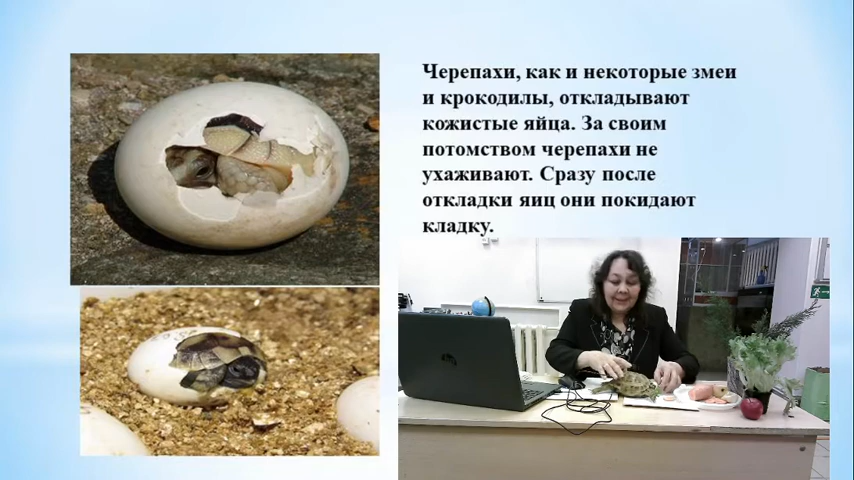 Черепахи, как и некоторые змеи
и крокодилы, откладывают
кожистые яйца. За своим
потомством черепахи не
ухаживают. Сразу после
откладки яиц они покидают
кладку.